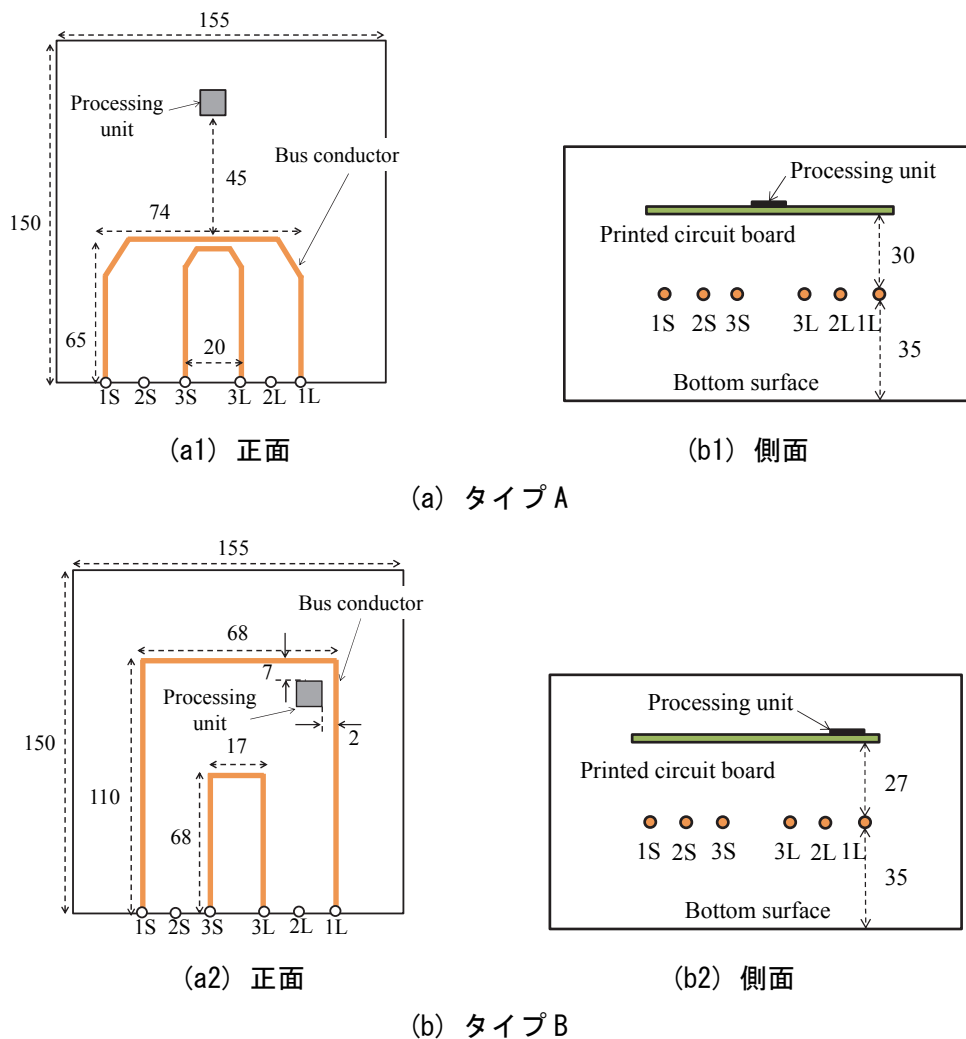 155
150
Processing
unit
Bus conductor
45
74
65
20
1S 2S 3S 3L 2L 1L
(a1) 正面
Processing unit
Printed circuit board
30
1S 2S 3S 3L 2L 1L
35
Bottom surface
(b1) 側面
(a) タイプA
155
150
Bus conductor
68
7
Processing
unit
2
17
110
68
1S 2S 3S 3L 2L 1L
(a2) 正面
Processing unit
Printed circuit board
27
1S 2S 3S 3L 2L 1L
35
Bottom surface
(b2) 側面
(b) タイプB